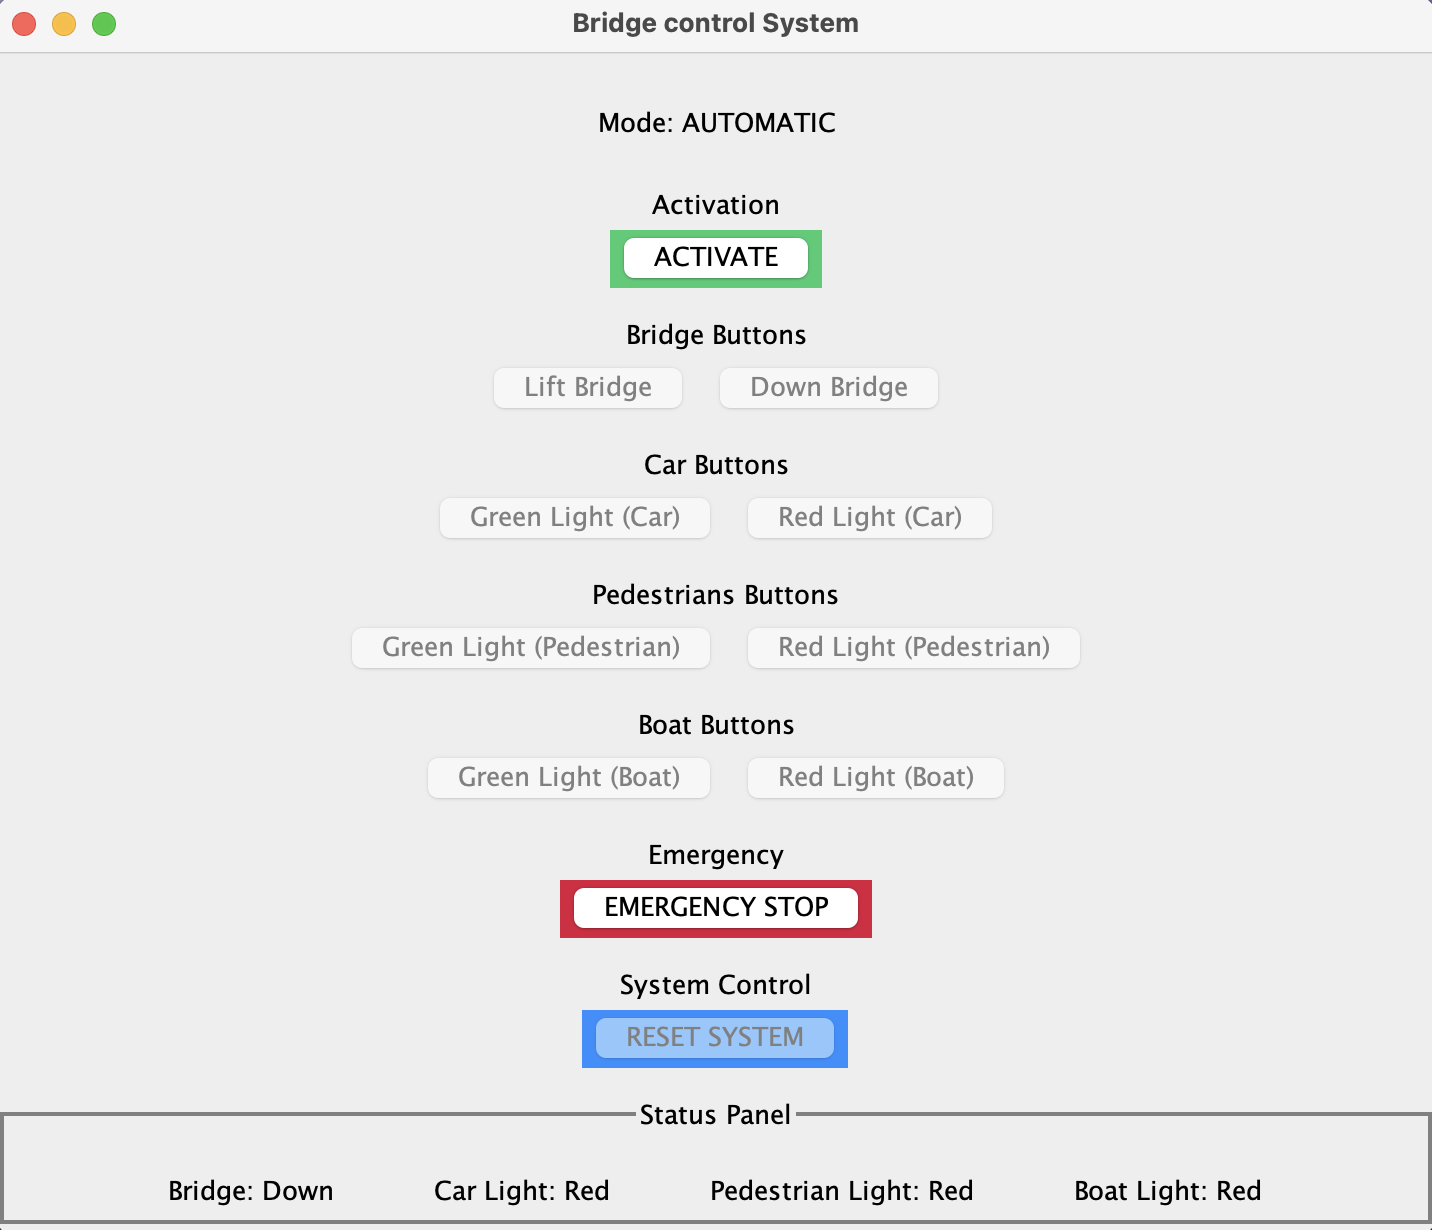 Bridge control System
Mode: AUTOMATIC
Activation
ACTIVATE
Bridge Buttons
Lift Bridge Down Bridge
Car Buttons
Green Light (Car) Red Light (Car)
Pedestrians Buttons
Green Light (Pedestrian) Red Light (Pedestrian)
Boat Buttons
Green Light (Boat) Red Light (Boat)
Emergency
EMERGENCY STOP
System Control
RESET SYSTEM
Status Panel
Bridge: Down Car Light: Red Pedestrian Light: Red Boat Light: Red